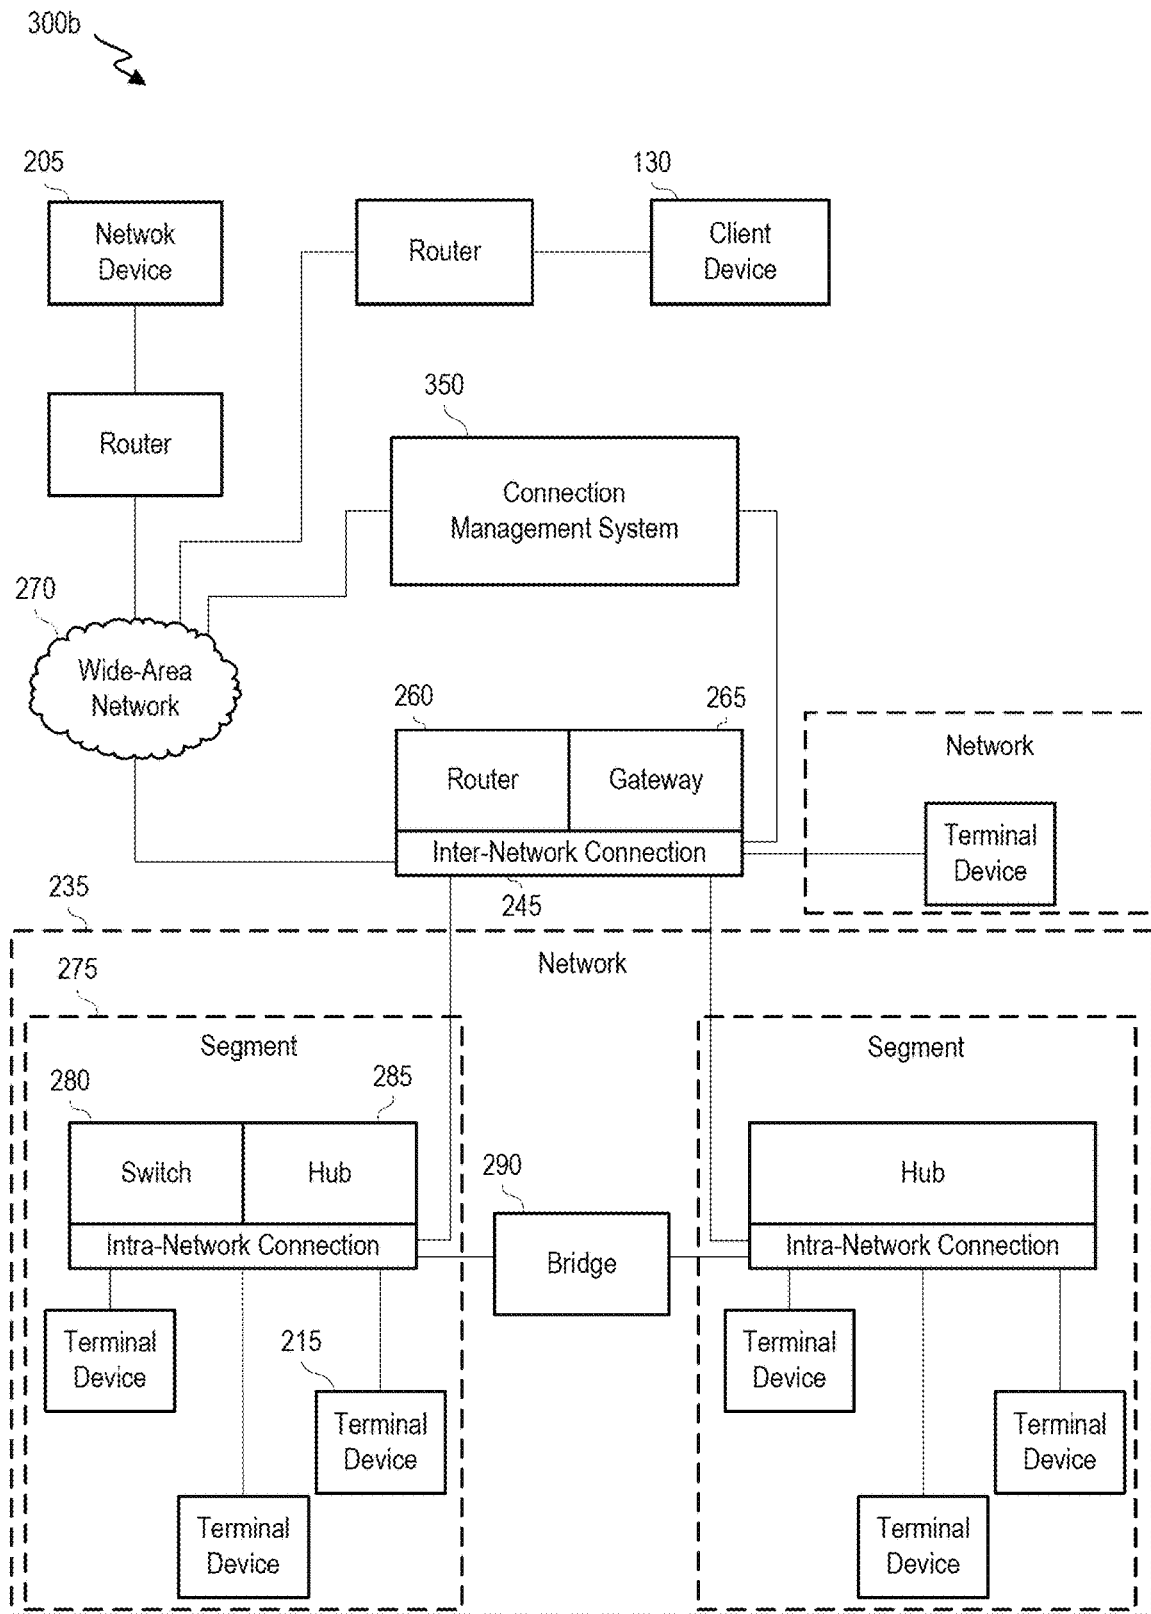 300b
205
130
Netwok
Device
Router
Client
Device
350
Router
Connection
Management System
270
Wide-Area
Network
260
265
Router
Gateway
Inter-Network Connection
245
Network
Terminal
Device
235
Network
275
Segment
Segment
280
285
Switch
Hub
Intra-Network Connection
290
Bridge
Hub
Intra-Network Connection
Terminal
Device
215
Terminal
Device
Terminal
Device
Terminal
Device
Terminal
Device
Terminal
Device